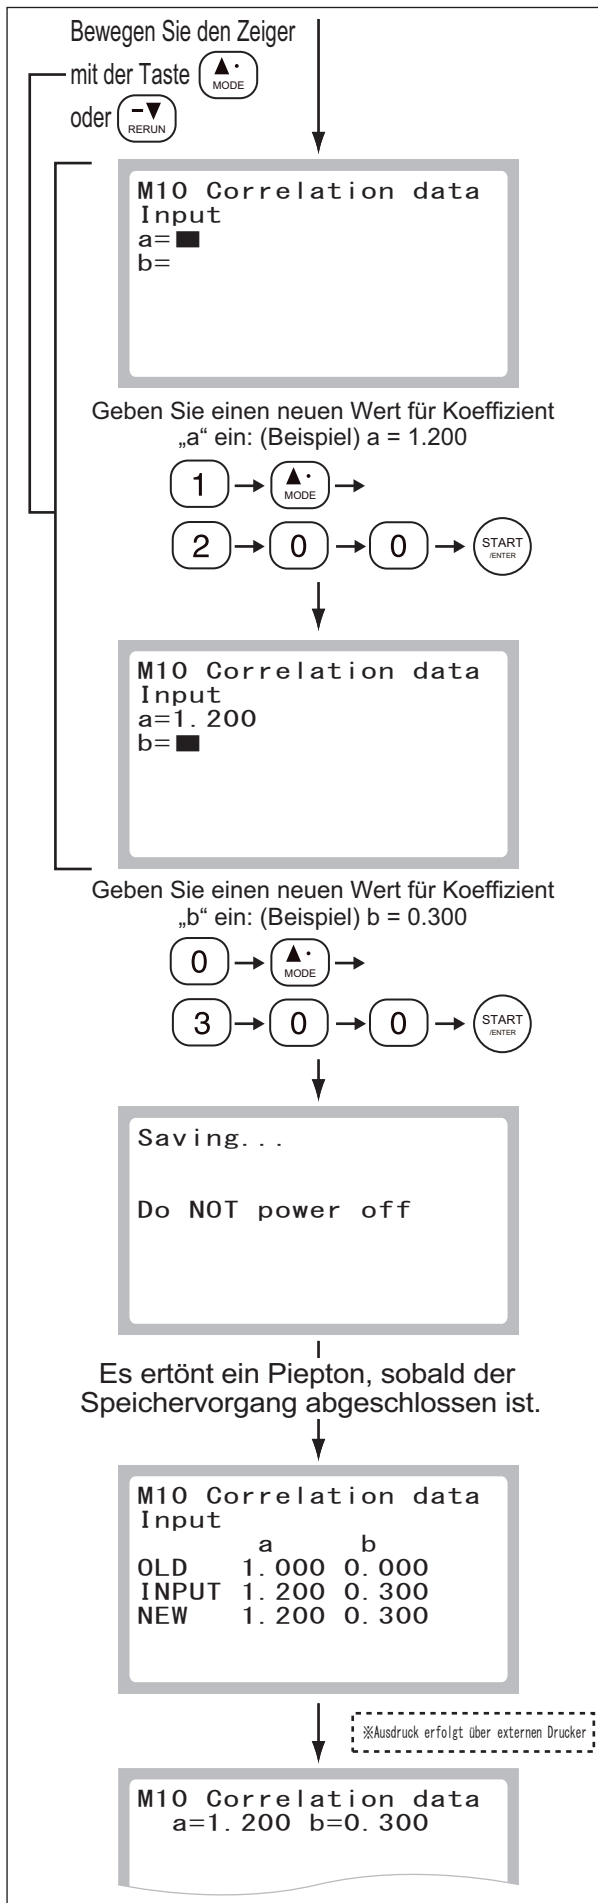 Bewegen Sie den Zeiger
mit der Taste ▲・ MODE
oder −▼ RERUN
M10 Correlation data
Input
a=■
b=
Geben Sie einen neuen Wert für Koeffizient
„a“ ein: (Beispiel) a = 1.200
1 → ▲・ MODE →
2 → 0 → 0 → START /ENTER
M10 Correlation data
Input
a=1.200
b=■
Geben Sie einen neuen Wert für Koeffizient
„b“ ein: (Beispiel) b = 0.300
0 → ▲・ MODE →
3 → 0 → 0 → START /ENTER
Saving...
Do NOT power off
Es ertönt ein Piepton, sobald der
Speichervorgang abgeschlossen ist.
M10 Correlation data
Input
a b
OLD 1.000 0.000
INPUT 1.200 0.300
NEW 1.200 0.300
※Ausdruck erfolgt über externen Drucker
M10 Correlation data
a=1.200 b=0.300